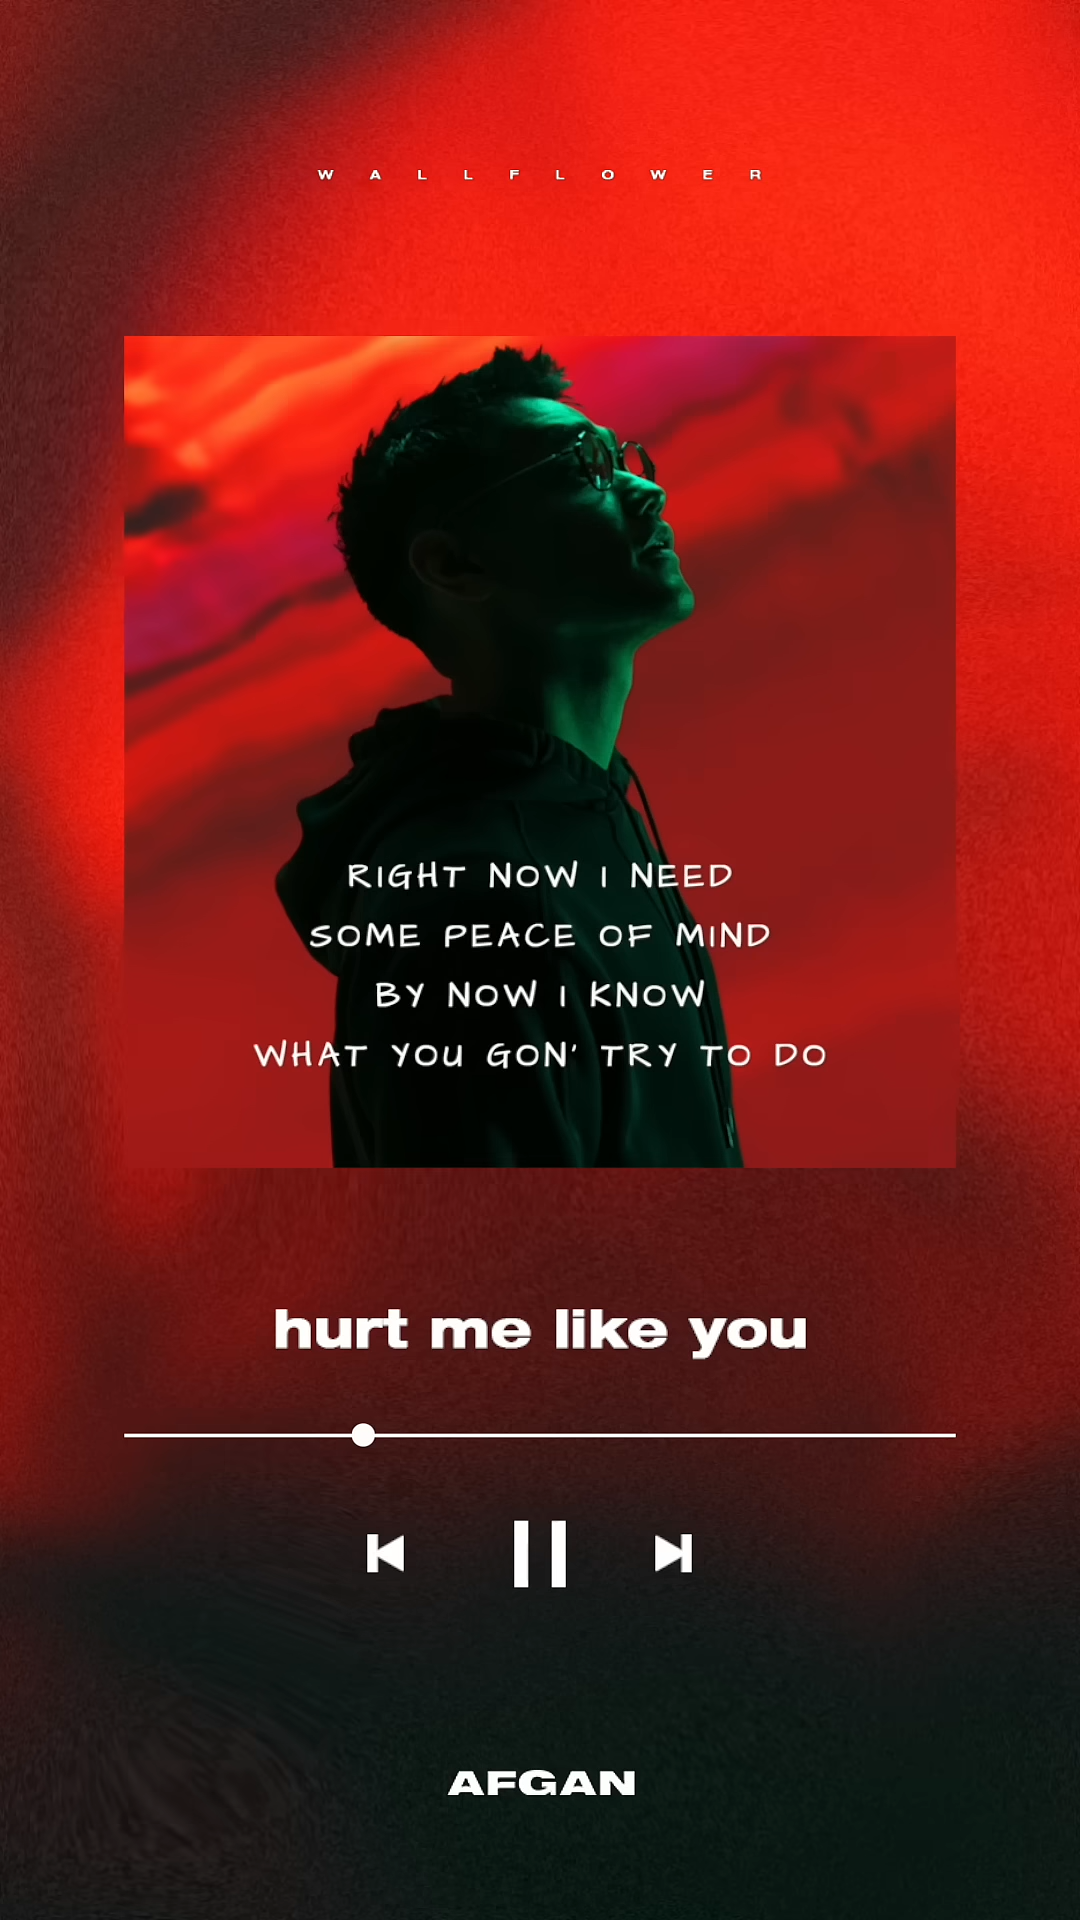 WALLFLOWER
RIGHT NOW I NEED
SOME PEACE OF MIND
BY NOW I KNOW
WHAT YOU GON' TRY TO DO
hurt me like you
AFGAN